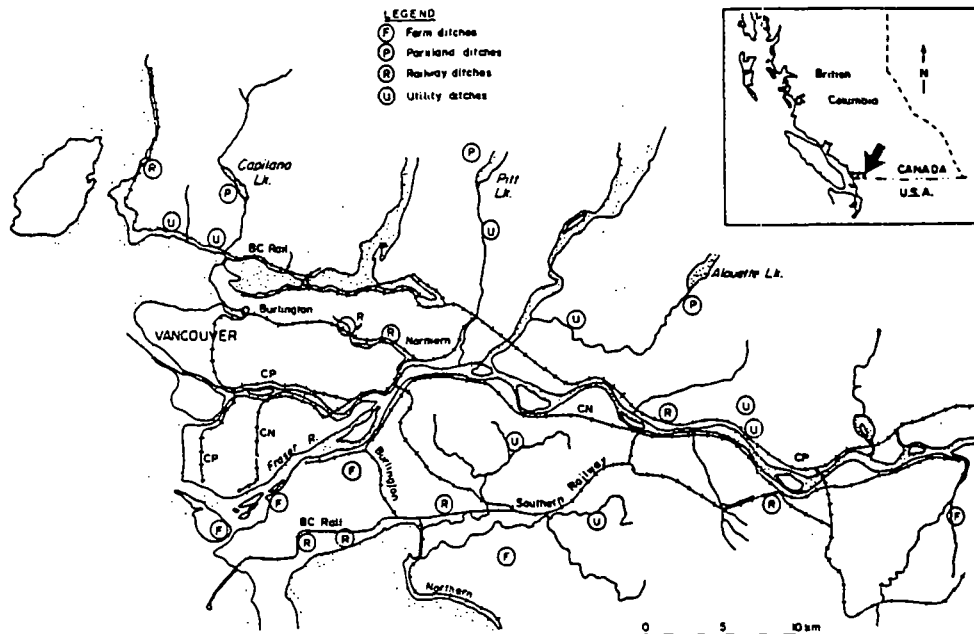 LEGEND
F Farm ditches
P Parkland ditches
R Railway ditches
U Utility ditches
British
Columbia
N
CANADA
U.S.A.
R
Capilano
Lk.
P
P
Pitt
Lk.
U
U
U
BC Rail
Alouette Lk.
P
Burlington
R
R
Northern
U
VANCOUVER
CP
CN
R
U
U
CP
CN
CP
Fraser R.
F
Burlington
U
Southern Railway
R
R
F
F
F
BC Rail
R
R
U
F
Northern
0 5 10 km